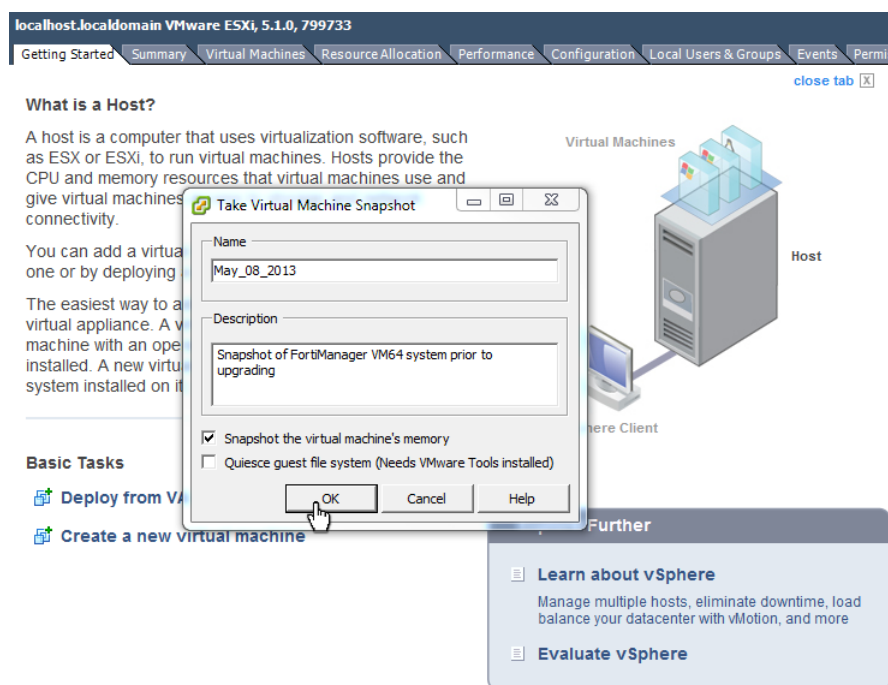 localhost.localdomain VMware ESXi, 5.1.0, 799733
Getting Started Summary Virtual Machines Resource Allocation Performance Configuration Local Users & Groups Events Permi
close tab X
What is a Host?
A host is a computer that uses virtualization software, such
as ESX or ESXi, to run virtual machines. Hosts provide the
CPU and memory resources that virtual machines use and
give virtual machines
connectivity.
You can add a virtua
one or by deploying
The easiest way to a
virtual appliance. A v
machine with an ope
installed. A new virtu
system installed on it
Basic Tasks
Deploy from VA
Create a new virtual machine
Take Virtual Machine Snapshot
Name
May_08_2013
Description
Snapshot of FortiManager VM64 system prior to
upgrading
Snapshot the virtual machine's memory
Quiesce guest file system (Needs VMware Tools installed)
OK Cancel Help
Virtual Machines
Host
here Client
Further
Learn about vSphere
Manage multiple hosts, eliminate downtime, load
balance your datacenter with vMotion, and more
Evaluate vSphere